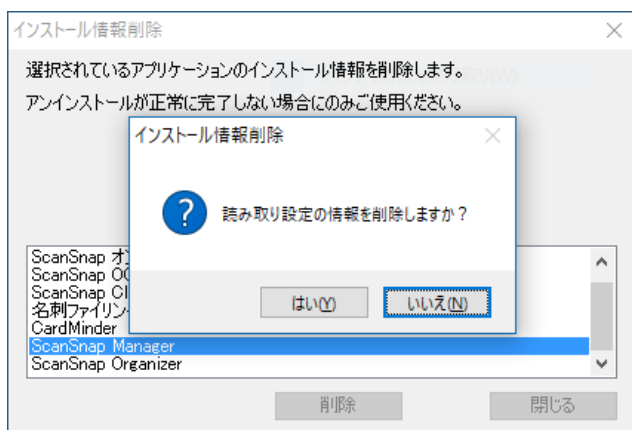 インストール情報削除
選択されているアプリケーションのインストール情報を削除します。
アンインストールが正常に完了しない場合にのみご使用ください。
インストール情報削除
読み取り設定の情報を削除しますか？
はい(Y)
いいえ(N)
ScanSnap
ScanSnap
ScanSnap
名刺ファイリン
CardMinder
ScanSnap Manager
ScanSnap Organizer
削除
閉じる